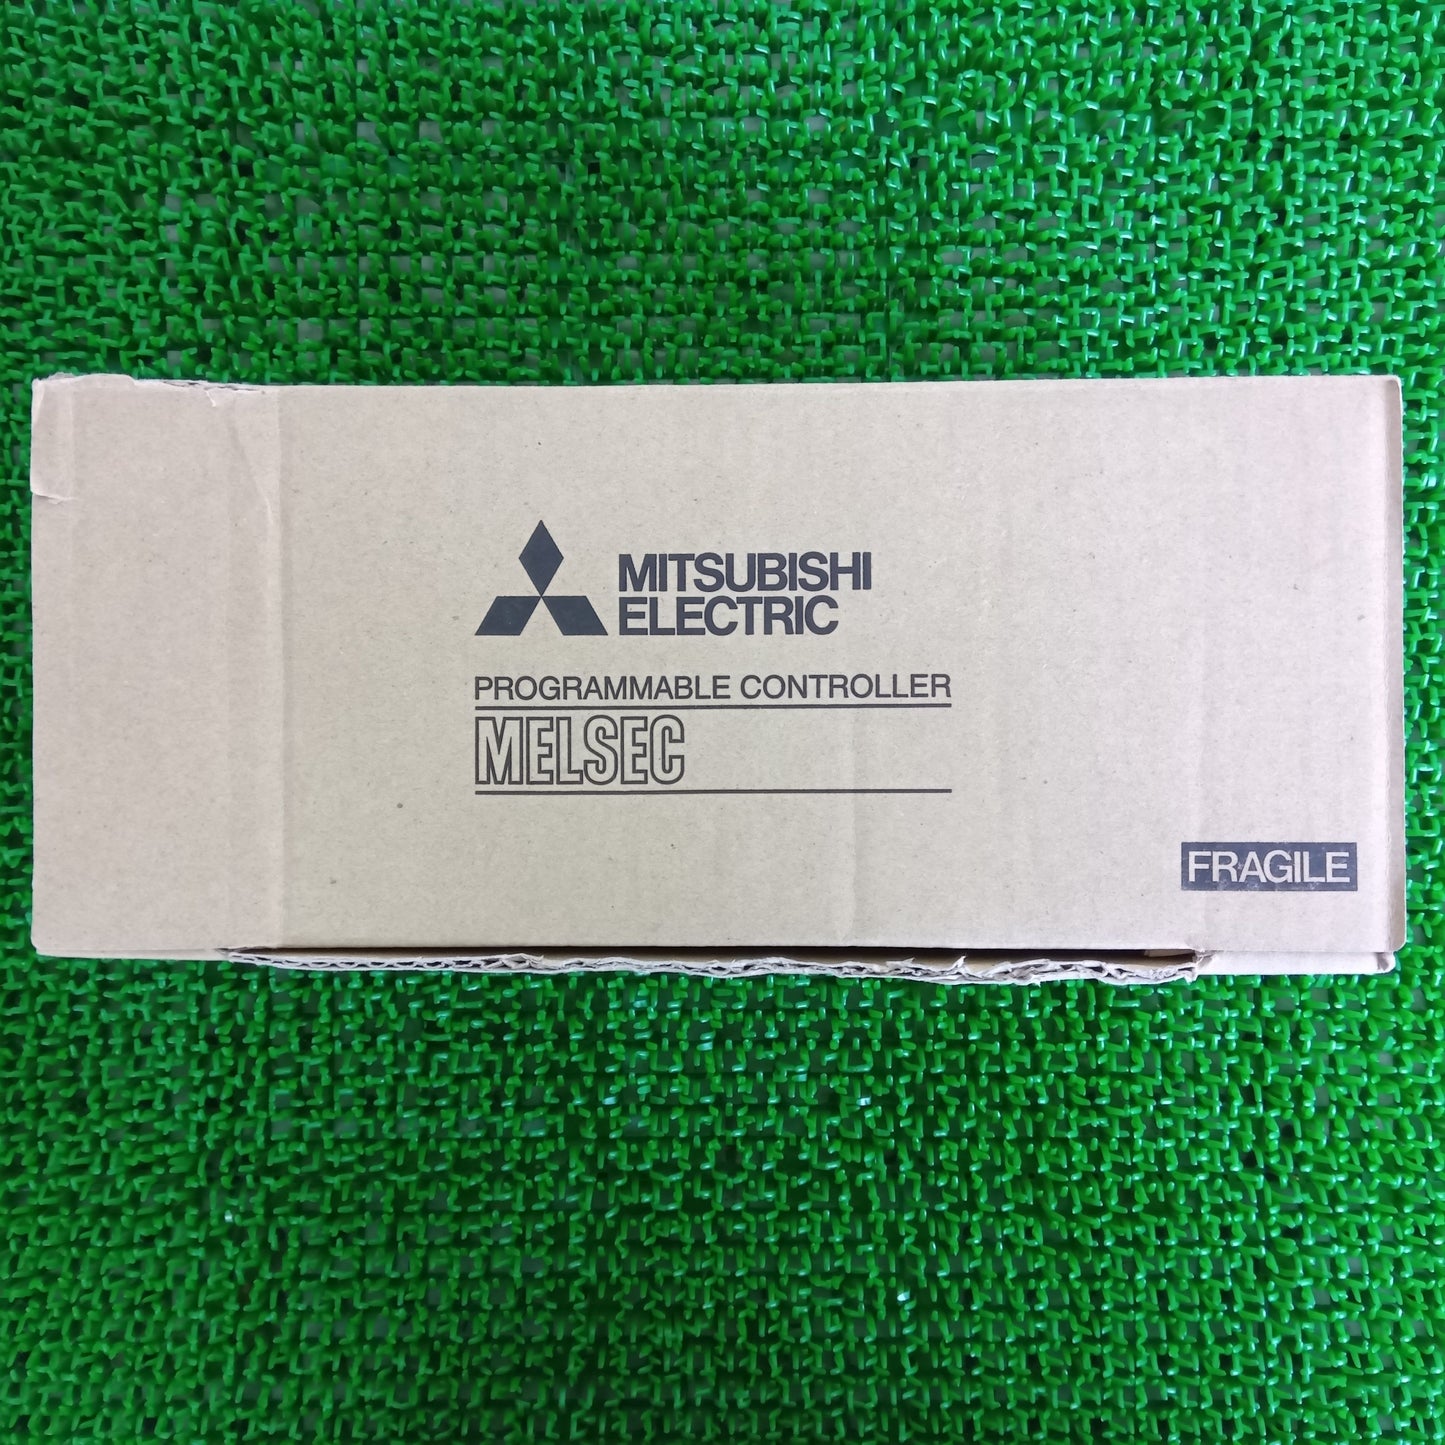 MITSUBISHI
ELECTRIC
PROGRAMMABLE CONTROLLER
MELSEC
FRAGILE